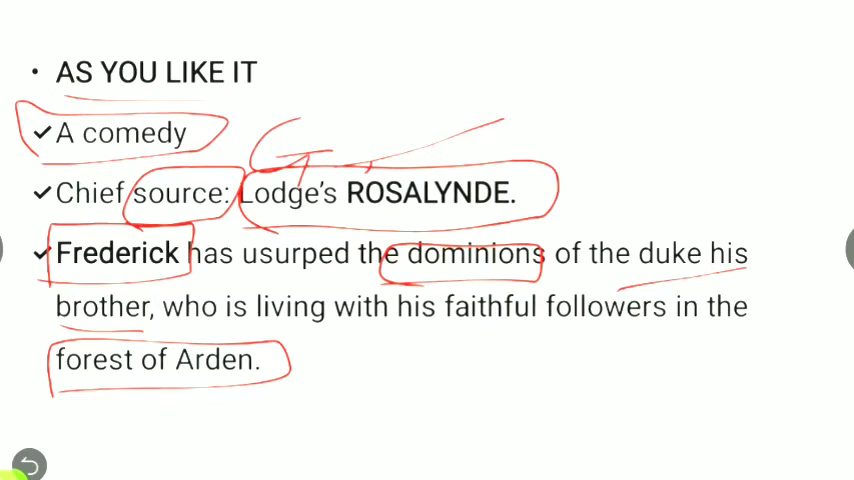 • AS YOU LIKE IT
✓ A comedy
✓ Chief source: Lodge's ROSALYNDE.
✓ Frederick has usurped the dominions of the duke his
brother, who is living with his faithful followers in the
forest of Arden.